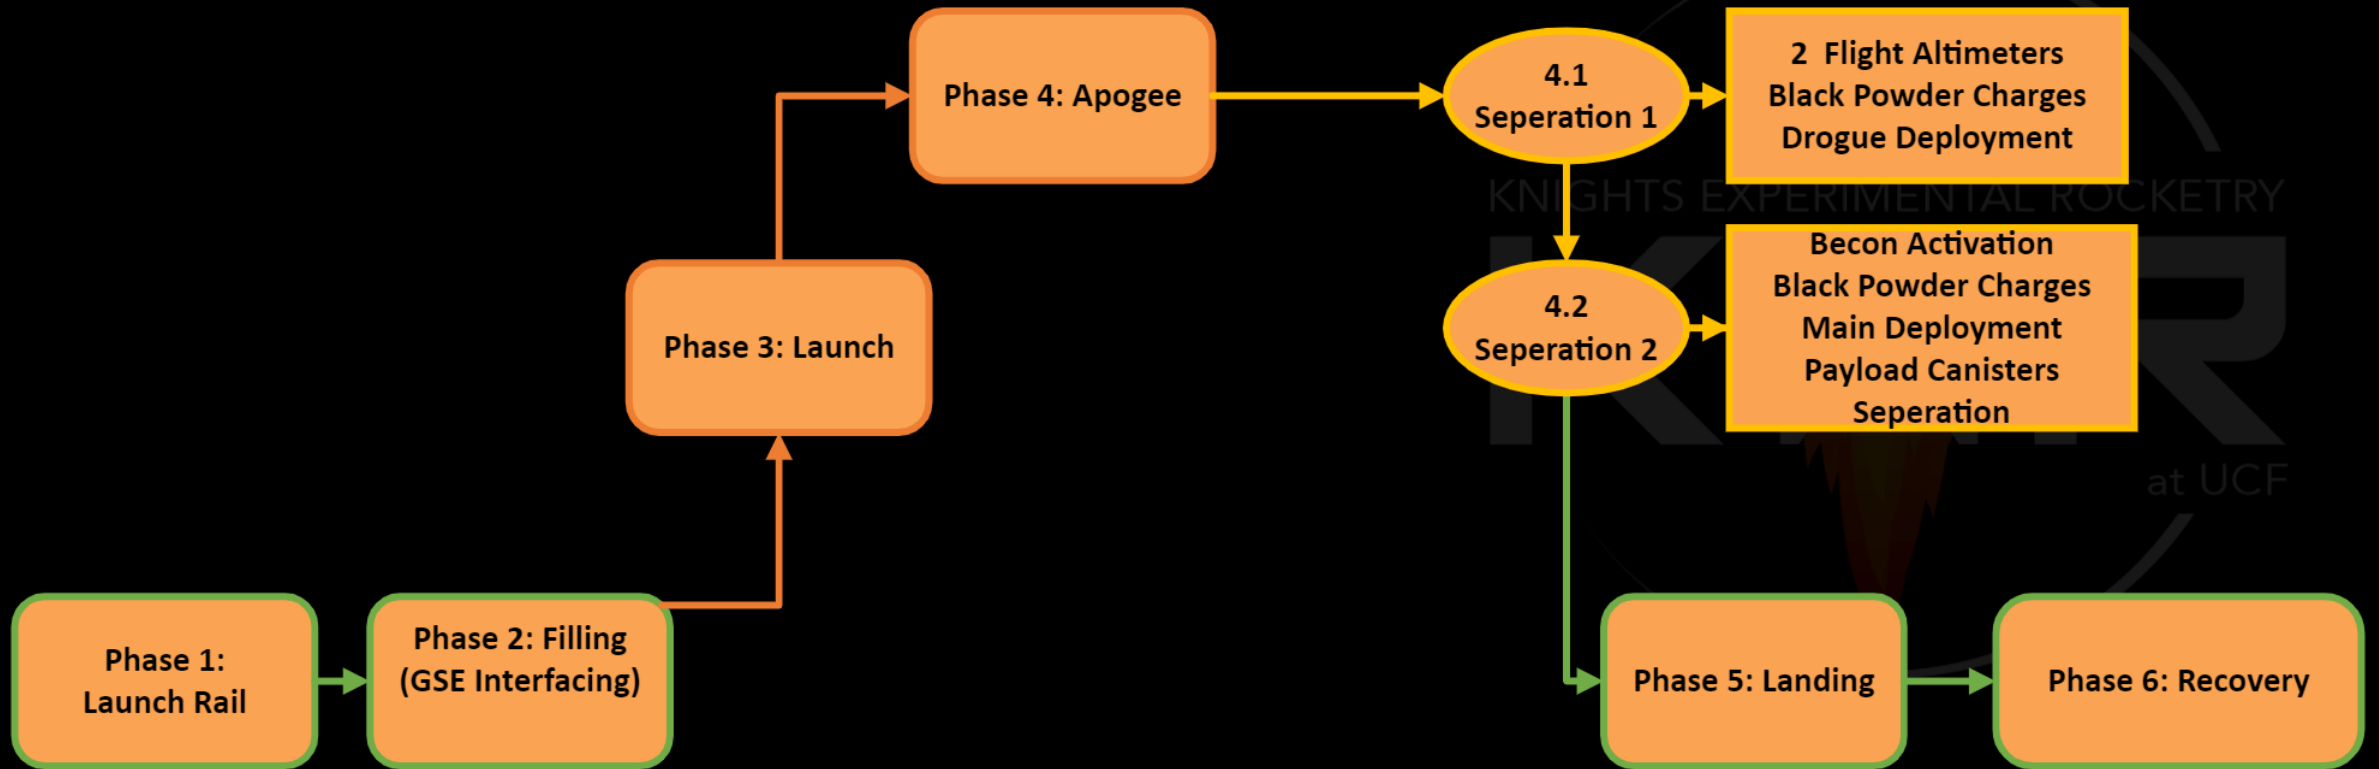 Phase 1:
Launch Rail
Phase 2: Filling
(GSE Interfacing)
Phase 3: Launch
Phase 4: Apogee
4.1
Seperation 1
2 Flight Altimeters
Black Powder Charges
Drogue Deployment
4.2
Seperation 2
Becon Activation
Black Powder Charges
Main Deployment
Payload Canisters
Seperation
Phase 5: Landing
Phase 6: Recovery
KNIGHTS EXPERIMENTAL ROCKETRY
at UCF